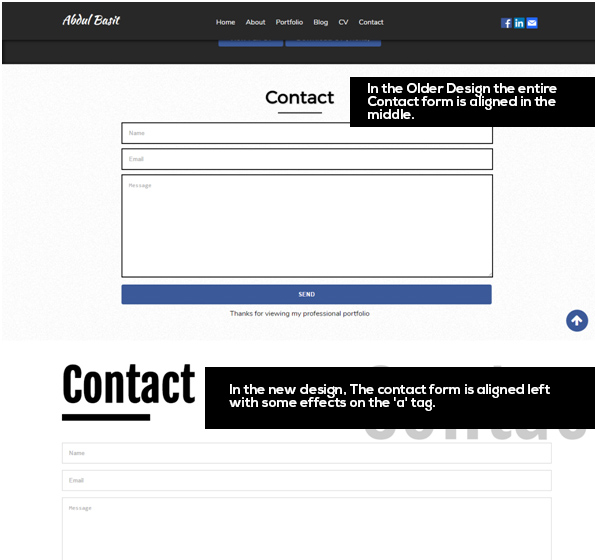 Abdul Basit
Home About Portfolio Blog CV Contact
Contact
In the Older Design the entire
Contact form is aligned in the
middle.
Name
Email
Message
SEND
Thanks for viewing my professional portfolio
Contact
In the new design, The contact form is aligned left
with some effects on the 'a' tag.
Name
Email
Message